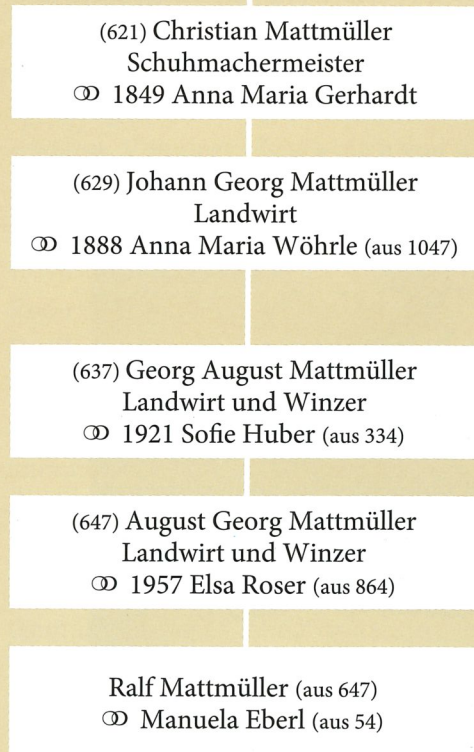 (621) Christian Mattmüller
Schuhmachermeister
⚭ 1849 Anna Maria Gerhardt
(629) Johann Georg Mattmüller
Landwirt
⚭ 1888 Anna Maria Wöhrle (aus 1047)
(637) Georg August Mattmüller
Landwirt und Winzer
⚭ 1921 Sofie Huber (aus 334)
(647) August Georg Mattmüller
Landwirt und Winzer
⚭ 1957 Elsa Roser (aus 864)
Ralf Mattmüller (aus 647)
⚭ Manuela Eberl (aus 54)